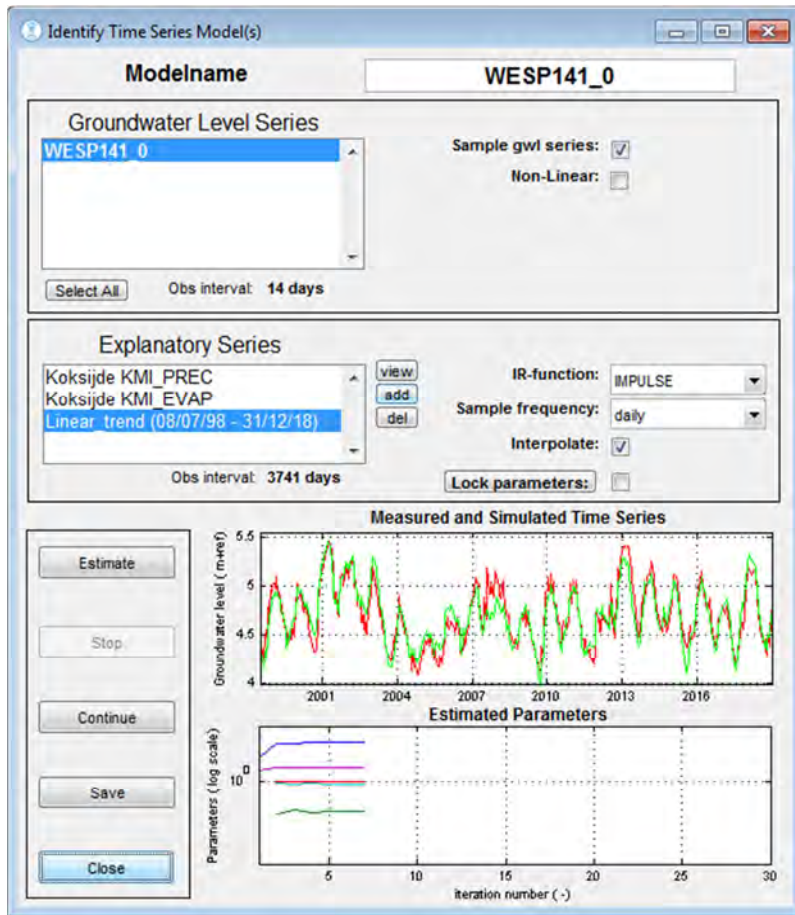 Identify Time Series Model(s)
Modelname WESP141_0
Groundwater Level Series
WESP141_0
Sample gwl series:
Non-Linear:
Select All
Obs interval: 14 days
Explanatory Series
Koksijde KMI_PREC
Koksijde KMI_EVAP
Linear_trend (08/07/98 - 31/12/18)
view
add
del
IR-function: IMPULSE
Sample frequency: daily
Interpolate:
Obs interval: 3741 days
Lock parameters:
Estimate
Stop
Continue
Save
Close
Measured and Simulated Time Series
Groundwater level ( m+ref)
5.5
5
4.5
4
2001 2004 2007 2010 2013 2016
Estimated Parameters
Parameters ( log scale)
10^0
5 10 15 20 25 30
iteration number ( -)